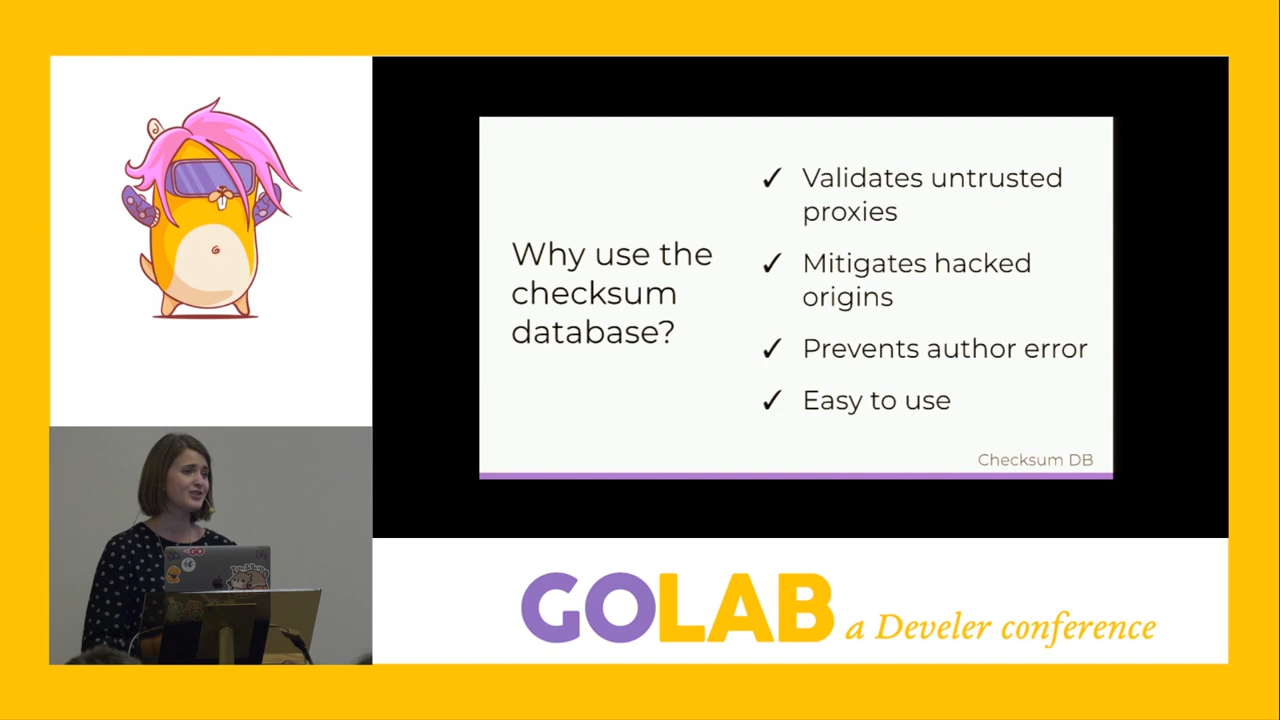 Why use the
checksum
database?
✓ Validates untrusted
proxies
✓ Mitigates hacked
origins
✓ Prevents author error
✓ Easy to use
Checksum DB
GO
GOLAB a Develer conference